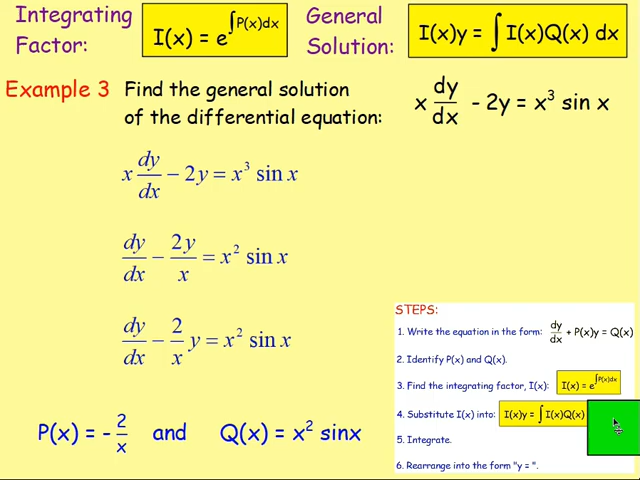 Integrating Factor:
I(x) = e^∫P(x)dx
General Solution:
I(x)y = ∫ I(x)Q(x) dx
Example 3
Find the general solution
of the differential equation:
x dy/dx - 2y = x³ sin x
x dy/dx − 2y = x³ sin x
dy/dx − 2y/x = x² sin x
dy/dx − 2/x y = x² sin x
P(x) = - 2/x and Q(x) = x² sinx
STEPS:
1. Write the equation in the form: dy/dx + P(x)y = Q(x)
2. Identify P(x) and Q(x).
3. Find the integrating factor, I(x): I(x) = e^∫P(x)dx
4. Substitute I(x) into: I(x)y = ∫ I(x)Q(x)
5. Integrate.
6. Rearrange into the form "y = ".